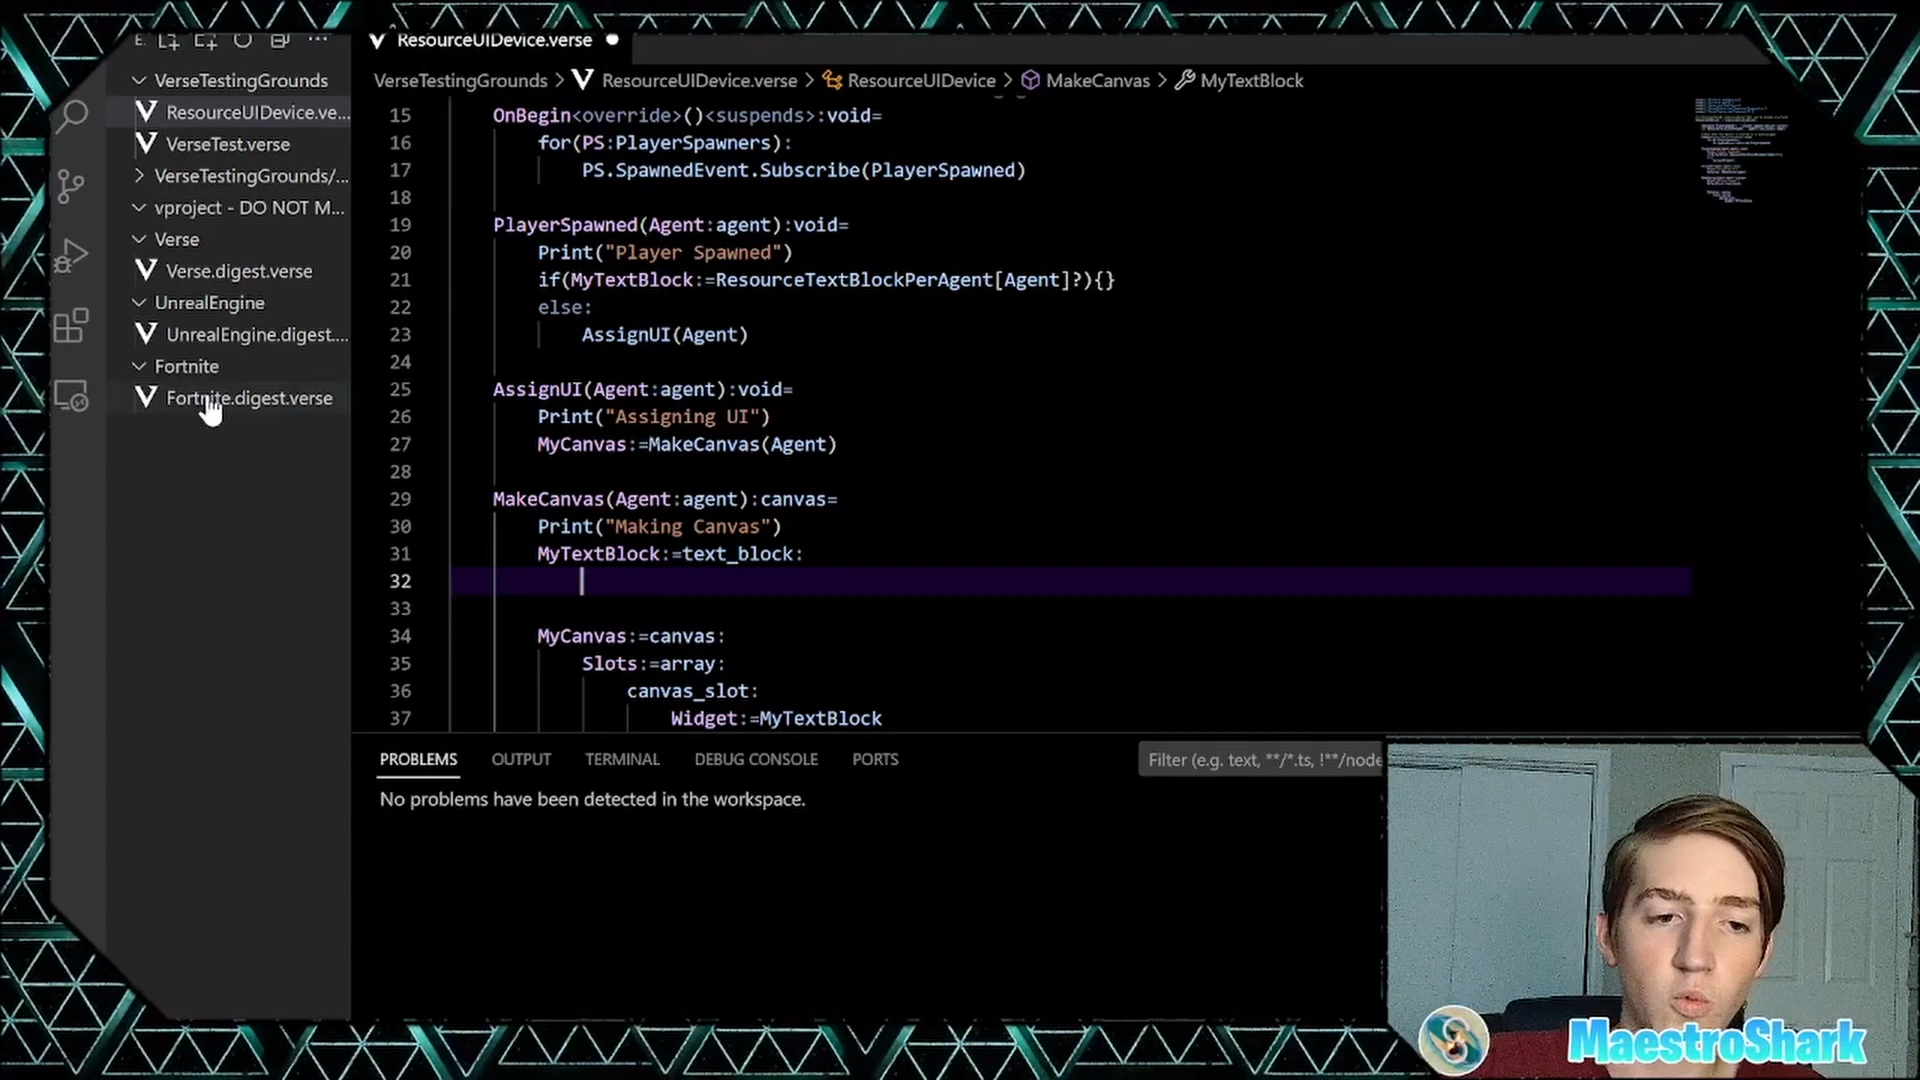 ResourceUIDevice.verse
VerseTestingGrounds
ResourceUIDevice.ve...
VerseTest.verse
VerseTestingGrounds/...
vproject - DO NOT M...
Verse
Verse.digest.verse
UnrealEngine
UnrealEngine.digest....
Fortnite
Fortnite.digest.verse
VerseTestingGrounds > ResourceUIDevice.verse > ResourceUIDevice > MakeCanvas > MyTextBlock
15 OnBegin<override>()<suspends>:void=
16 for(PS:PlayerSpawners):
17 PS.SpawnedEvent.Subscribe(PlayerSpawned)
18
19 PlayerSpawned(Agent:agent):void=
20 Print("Player Spawned")
21 if(MyTextBlock:=ResourceTextBlockPerAgent[Agent]?){}
22 else:
23 AssignUI(Agent)
24
25 AssignUI(Agent:agent):void=
26 Print("Assigning UI")
27 MyCanvas:=MakeCanvas(Agent)
28
29 MakeCanvas(Agent:agent):canvas=
30 Print("Making Canvas")
31 MyTextBlock:=text_block:
32
33
34 MyCanvas:=canvas:
35 Slots:=array:
36 canvas_slot:
37 Widget:=MyTextBlock
PROBLEMS OUTPUT TERMINAL DEBUG CONSOLE PORTS
Filter (e.g. text, **/*.ts, !**/node
No problems have been detected in the workspace.
MaestroShark